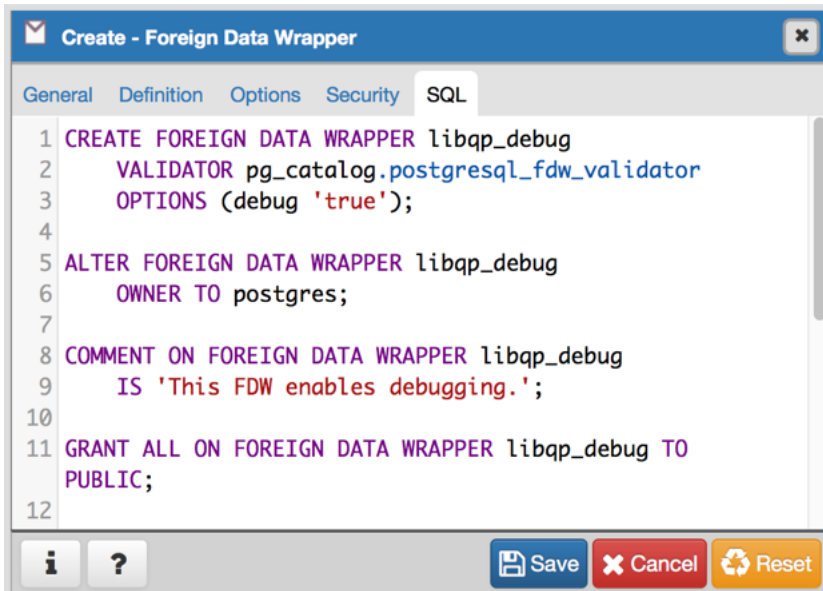 Create - Foreign Data Wrapper
General Definition Options Security SQL
1 CREATE FOREIGN DATA WRAPPER libqp_debug
2 VALIDATOR pg_catalog.postgresql_fdw_validator
3 OPTIONS (debug 'true');
4
5 ALTER FOREIGN DATA WRAPPER libqp_debug
6 OWNER TO postgres;
7
8 COMMENT ON FOREIGN DATA WRAPPER libqp_debug
9 IS 'This FDW enables debugging.';
10
11 GRANT ALL ON FOREIGN DATA WRAPPER libqp_debug TO
PUBLIC;
12
i ? Save Cancel Reset